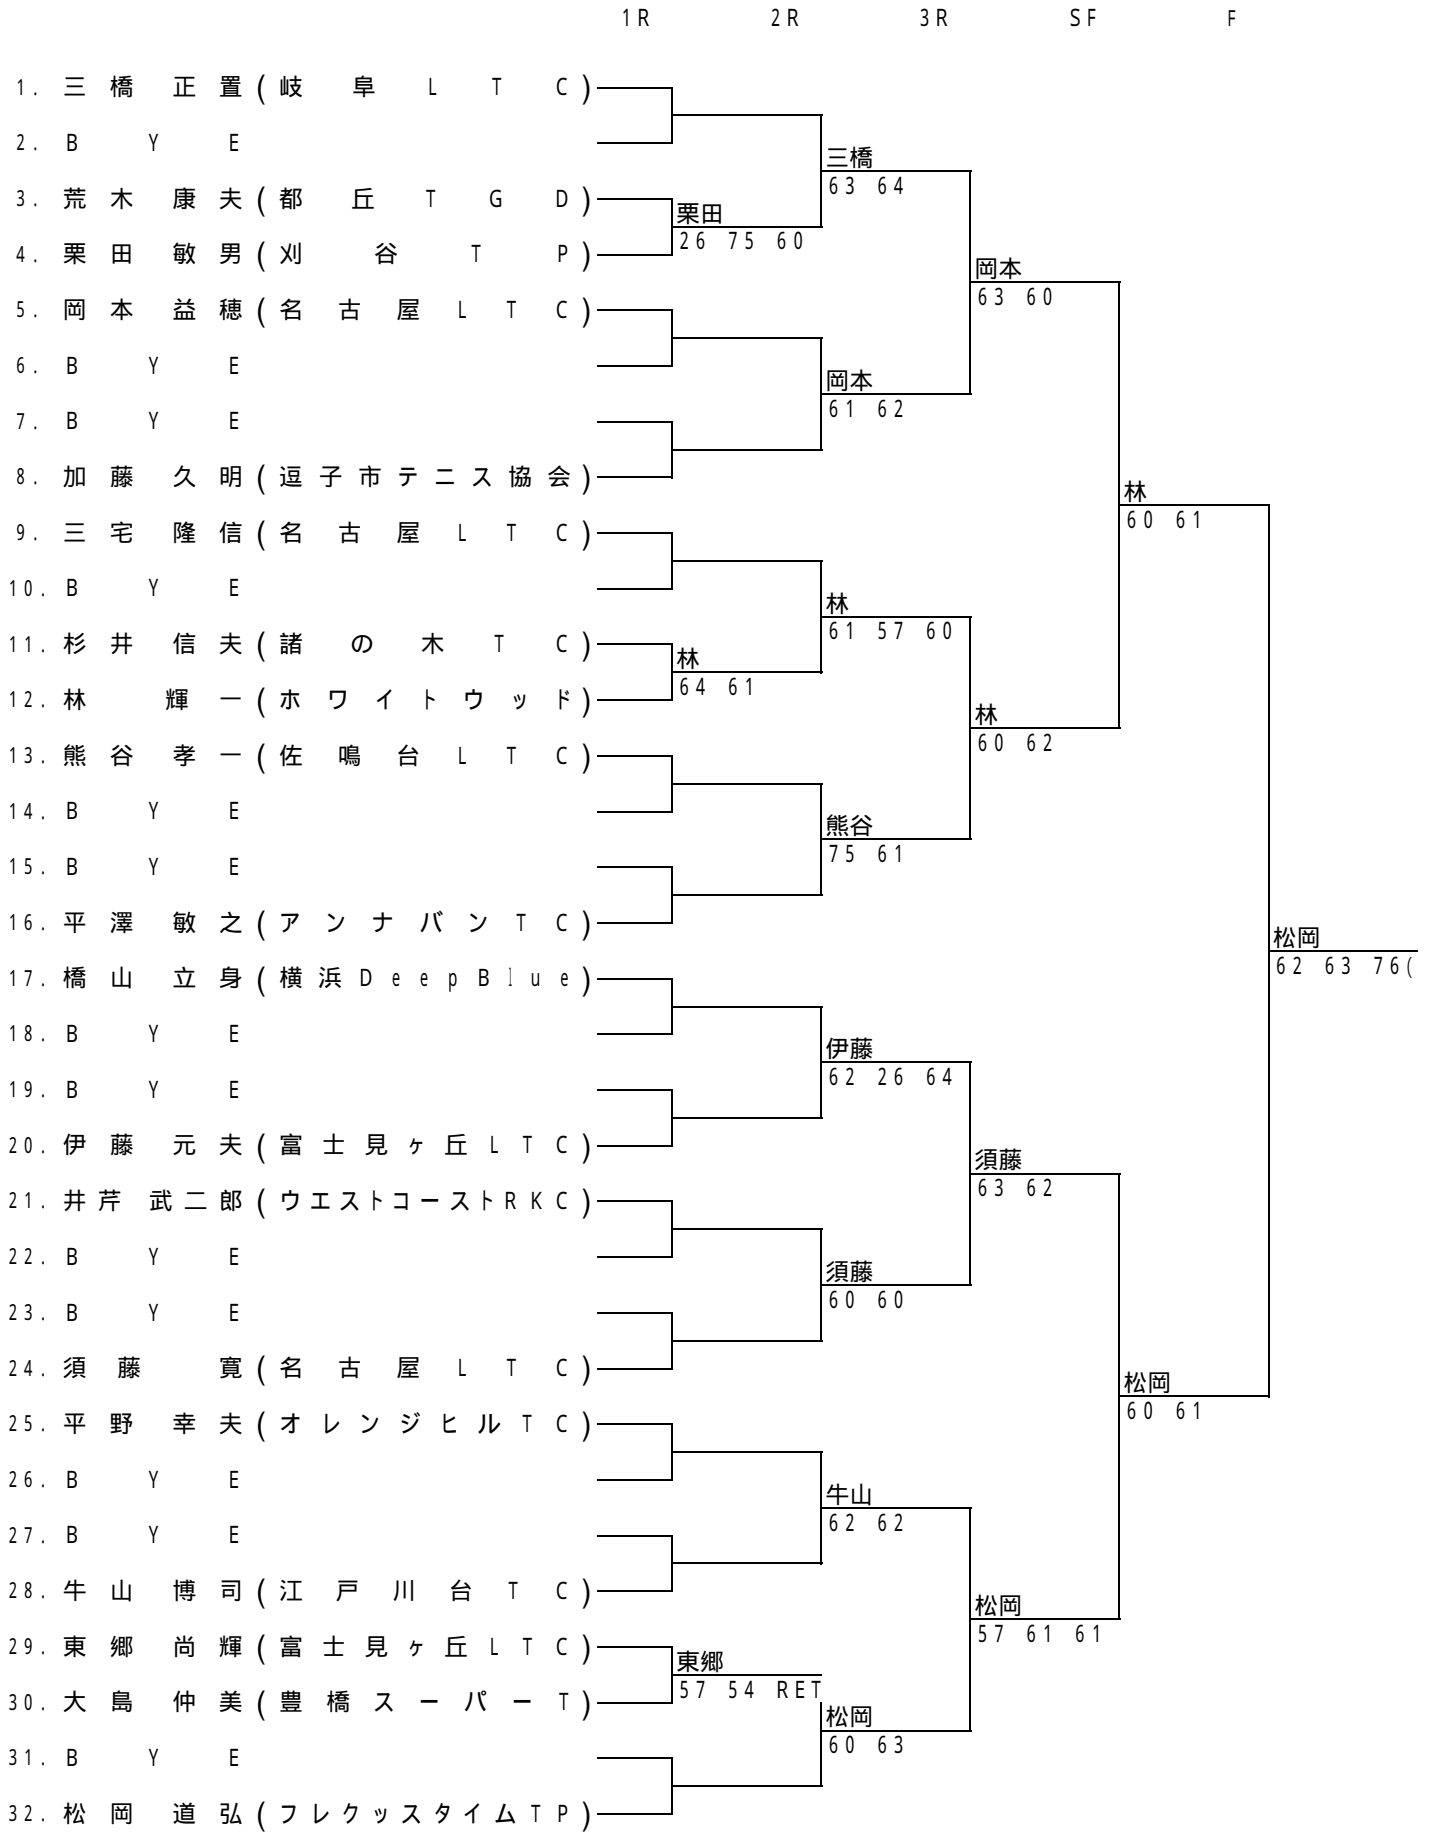 1R 2R 3R SF F
1. 三橋 正置(岐阜LTC)
2. BYE
三橋
63 64
3. 荒木 康夫(都丘TGD)
栗田
26 75 60
4. 栗田 敏男(刈谷TP)
岡本
63 60
5. 岡本 益穂(名古屋LTC)
6. BYE
岡本
61 62
7. BYE
8. 加藤 久明(逗子市テニス協会)
林
60 61
9. 三宅 隆信(名古屋LTC)
10. BYE
林
61 57 60
11. 杉井 信夫(諸の木TC)
林
64 61
12. 林 輝一(ホワイトウッド)
林
60 62
13. 熊谷 孝一(佐鳴台LTC)
14. BYE
熊谷
75 61
15. BYE
16. 平澤 敏之(アンナバンTC)
松岡
62 63 76(
17. 橋山 立身(横浜DeepBlue)
18. BYE
伊藤
62 26 64
19. BYE
20. 伊藤 元夫(富士見ヶ丘LTC)
須藤
63 62
21. 井芹 武二郎(ウエストコーストRKC)
22. BYE
須藤
60 60
23. BYE
24. 須藤 寛(名古屋LTC)
松岡
60 61
25. 平野 幸夫(オレンジヒルTC)
26. BYE
牛山
62 62
27. BYE
28. 牛山 博司(江戸川台TC)
松岡
57 61 61
29. 東郷 尚輝(富士見ヶ丘LTC)
東郷
57 54 RET
30. 大島 仲美(豊橋スーパーT)
松岡
60 63
31. BYE
32. 松岡 道弘(フレクッスタイムTP)